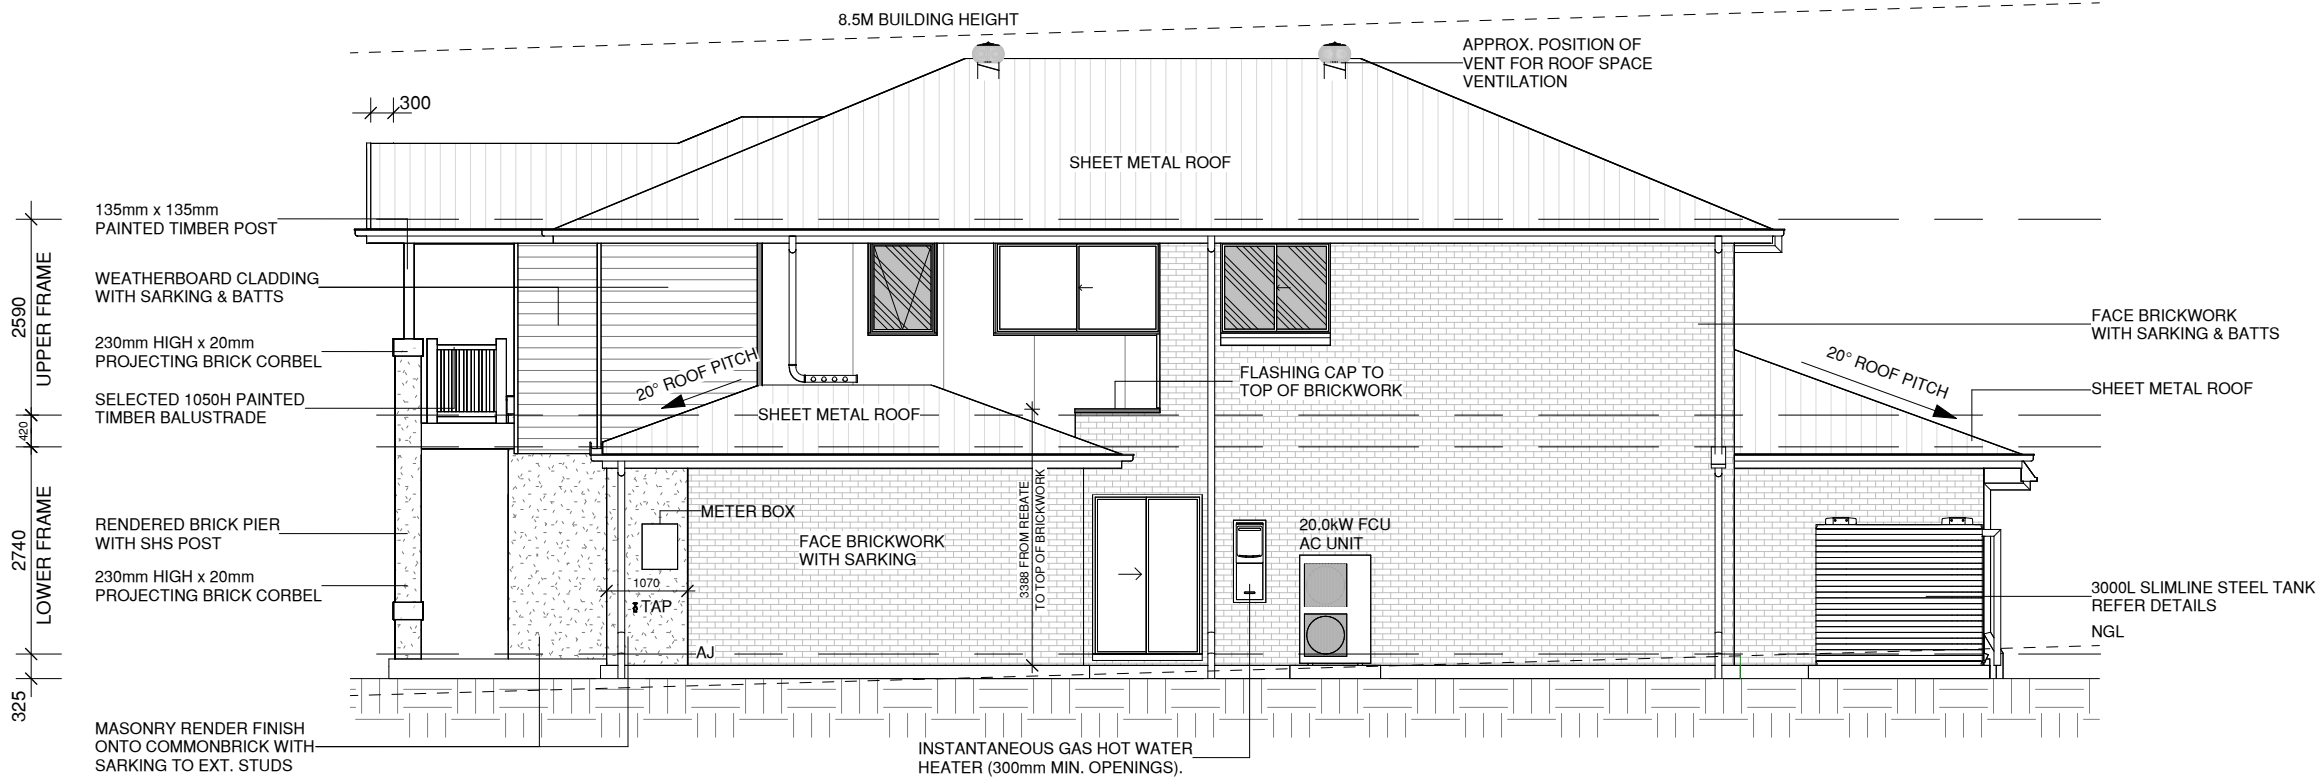 8.5M BUILDING HEIGHT
APPROX. POSITION OF
VENT FOR ROOF SPACE
VENTILATION
300
SHEET METAL ROOF
135mm x 135mm
PAINTED TIMBER POST
WEATHERBOARD CLADDING
WITH SARKING & BATTS
230mm HIGH x 20mm
PROJECTING BRICK CORBEL
SELECTED 1050H PAINTED
TIMBER BALUSTRADE
RENDERED BRICK PIER
WITH SHS POST
230mm HIGH x 20mm
PROJECTING BRICK CORBEL
MASONRY RENDER FINISH
ONTO COMMONBRICK WITH
SARKING TO EXT. STUDS
2590
UPPER FRAME
420
2740
LOWER FRAME
325
20° ROOF PITCH
SHEET METAL ROOF
FLASHING CAP TO
TOP OF BRICKWORK
METER BOX
FACE BRICKWORK
WITH SARKING
1070
TAP
AJ
3388 FROM REBATE
TO TOP OF BRICKWORK
20.0kW FCU
AC UNIT
INSTANTANEOUS GAS HOT WATER
HEATER (300mm MIN. OPENINGS).
FACE BRICKWORK
WITH SARKING & BATTS
20° ROOF PITCH
SHEET METAL ROOF
3000L SLIMLINE STEEL TANK
REFER DETAILS
NGL